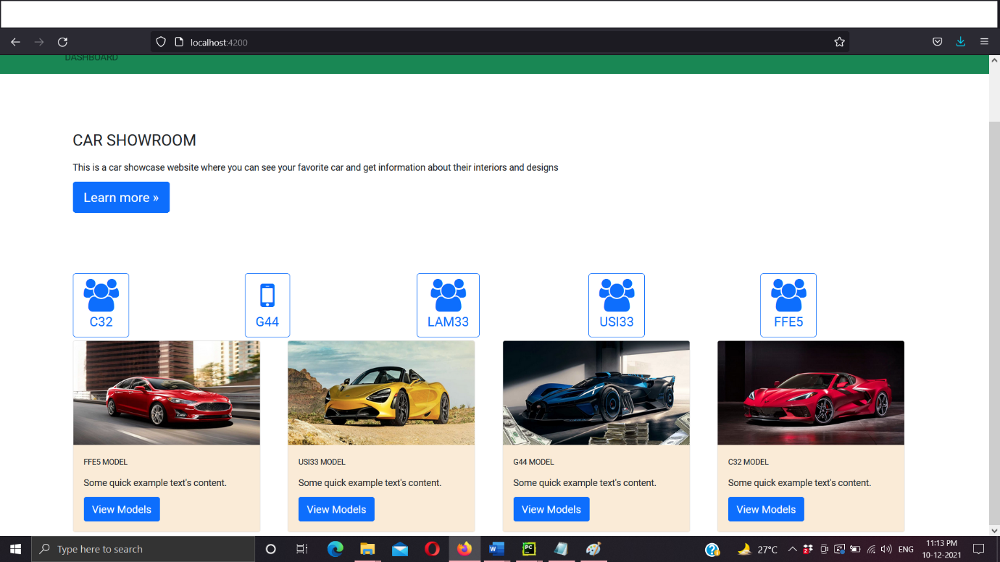 localhost:4200
DASHBOARD
CAR SHOWROOM
This is a car showcase website where you can see your favorite car and get information about their interiors and designs
Learn more »
C32
G44
LAM33
USI33
FFE5
FFE5 MODEL
USI33 MODEL
G44 MODEL
C32 MODEL
Some quick example text's content.
Some quick example text's content.
Some quick example text's content.
Some quick example text's content.
View Models
View Models
View Models
View Models
Type here to search
27°C
ENG
11:13 PM
10-12-2021